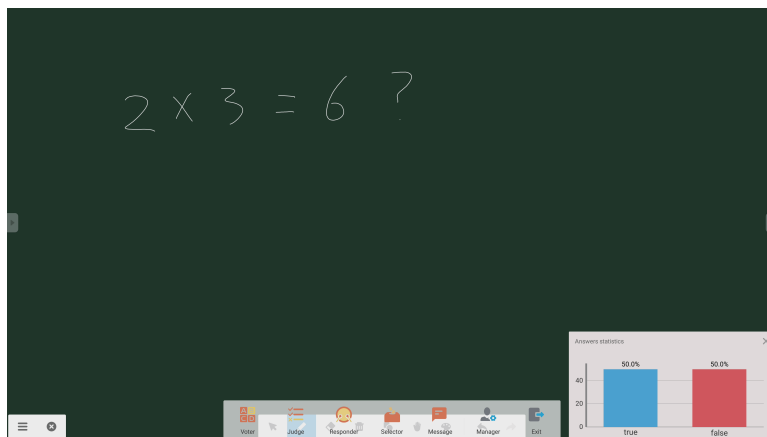 2 × 3 = 6 ?
Answers statistics
50.0% 50.0%
40
20
0
true false
Voter Judge Responder Selector Message Manager Exit